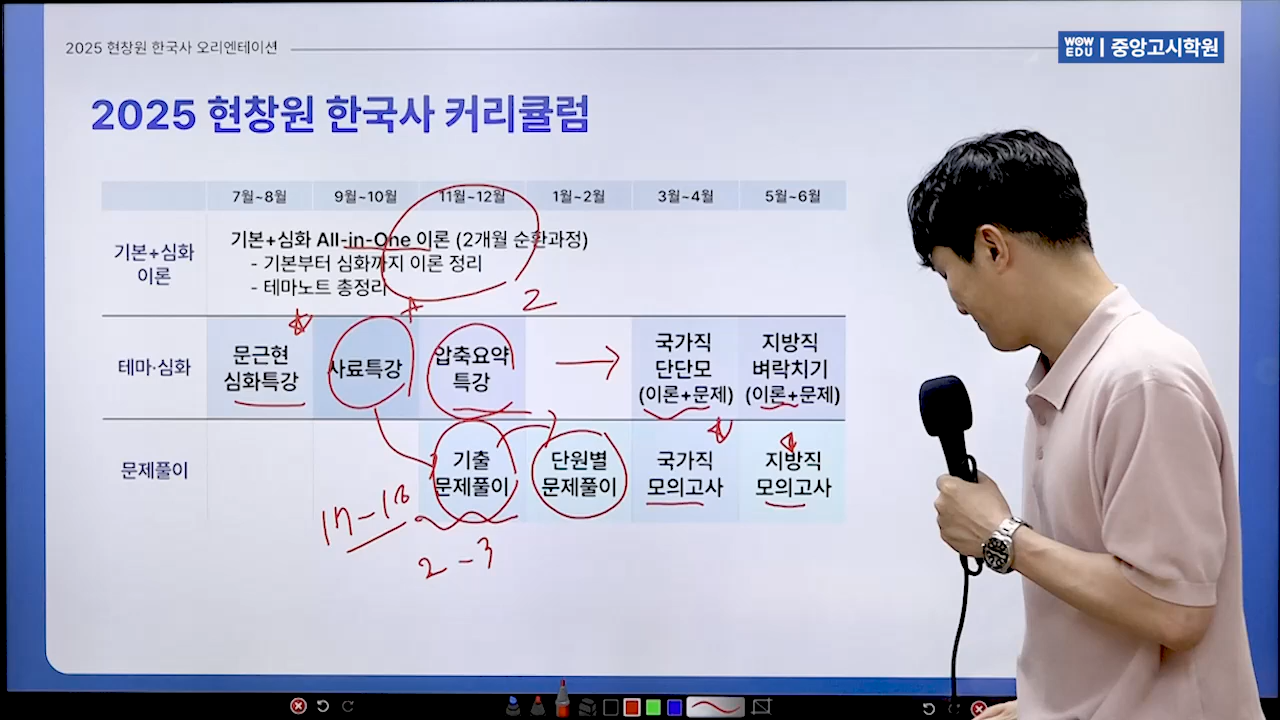 2025 현창원 한국사 오리엔테이션
WOW EDU | 중앙고시학원
2025 현창원 한국사 커리큘럼
7월~8월 9월~10월 11월~12월 1월~2월 3월~4월 5월~6월
기본+심화 이론
기본+심화 All-in-One 이론 (2개월 순환과정)
- 기본부터 심화까지 이론 정리
- 테마노트 총정리
2
테마·심화
문근현
심화특강
사료특강
압축요약
특강
국가직
단단모
(이론+문제)
지방직
벼락치기
(이론+문제)
문제풀이
기출
문제풀이
단원별
문제풀이
국가직
모의고사
지방직
모의고사
2-3